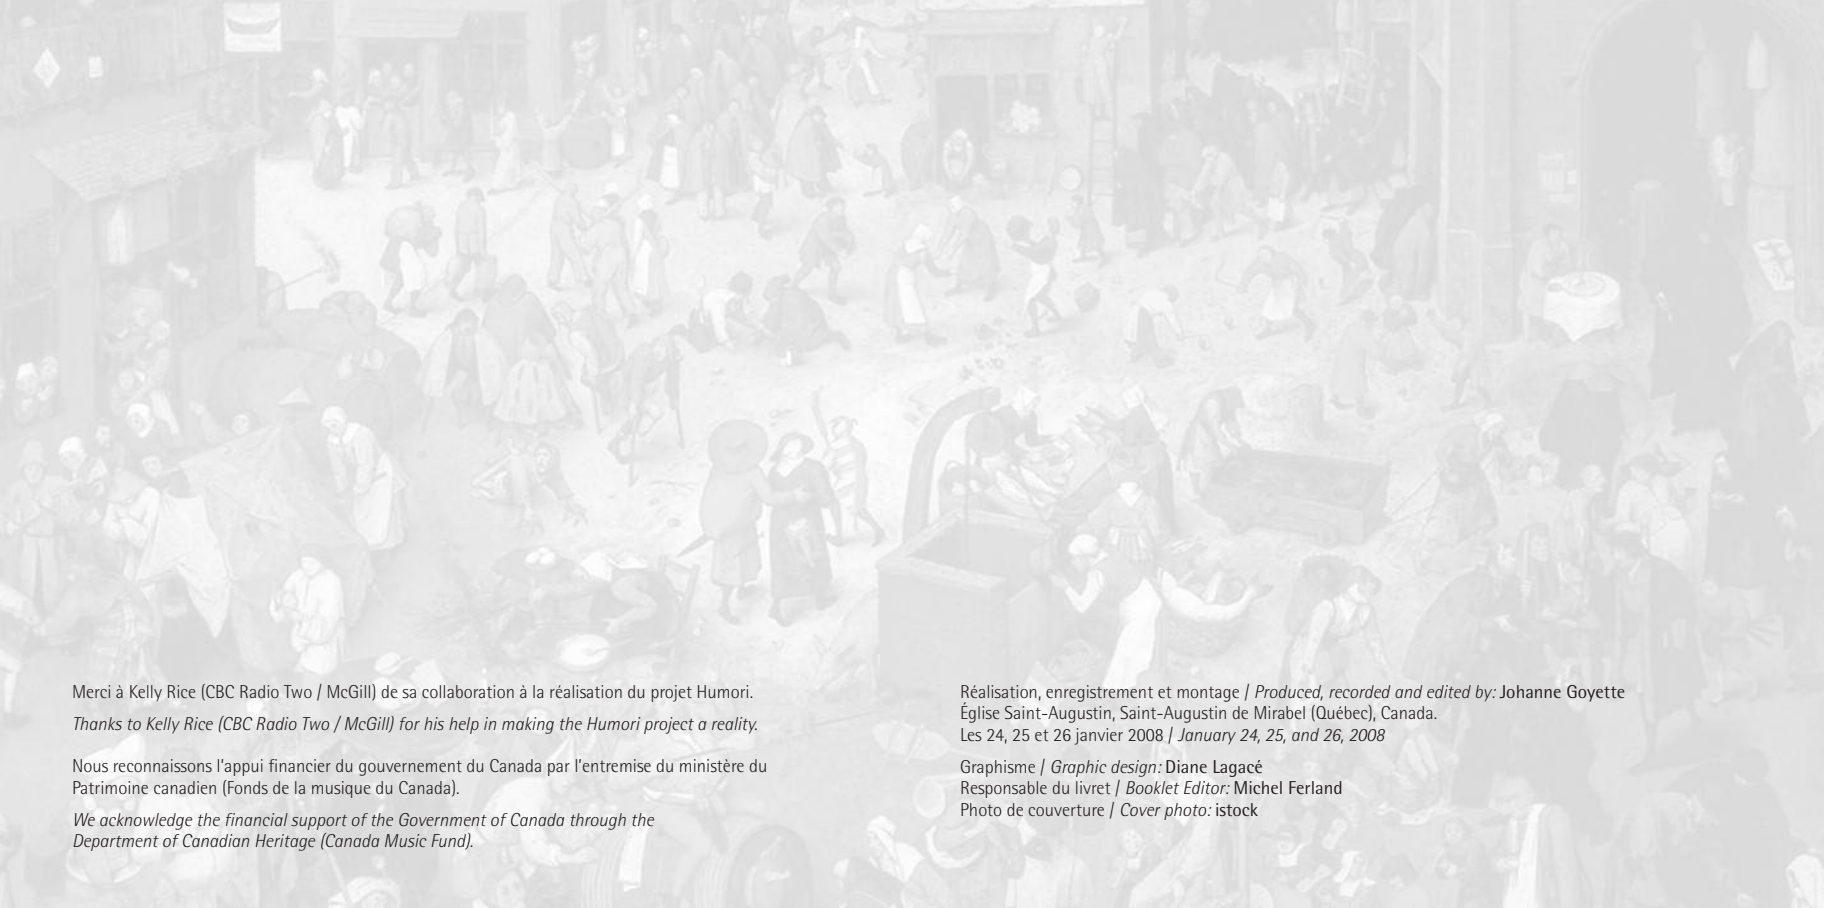 Merci à Kelly Rice (CBC Radio Two / McGill) de sa collaboration à la réalisation du projet Humori.
Thanks to Kelly Rice (CBC Radio Two / McGill) for his help in making the Humori project a reality.
Nous reconnaissons l'appui financier du gouvernement du Canada par l'entremise du ministère du
Patrimoine canadien (Fonds de la musique du Canada).
We acknowledge the financial support of the Government of Canada through the
Department of Canadian Heritage (Canada Music Fund).
Réalisation, enregistrement et montage / Produced, recorded and edited by: Johanne Goyette
Église Saint-Augustin, Saint-Augustin de Mirabel (Québec), Canada.
Les 24, 25 et 26 janvier 2008 / January 24, 25, and 26, 2008
Graphisme / Graphic design: Diane Lagacé
Responsable du livret / Booklet Editor: Michel Ferland
Photo de couverture / Cover photo: istock